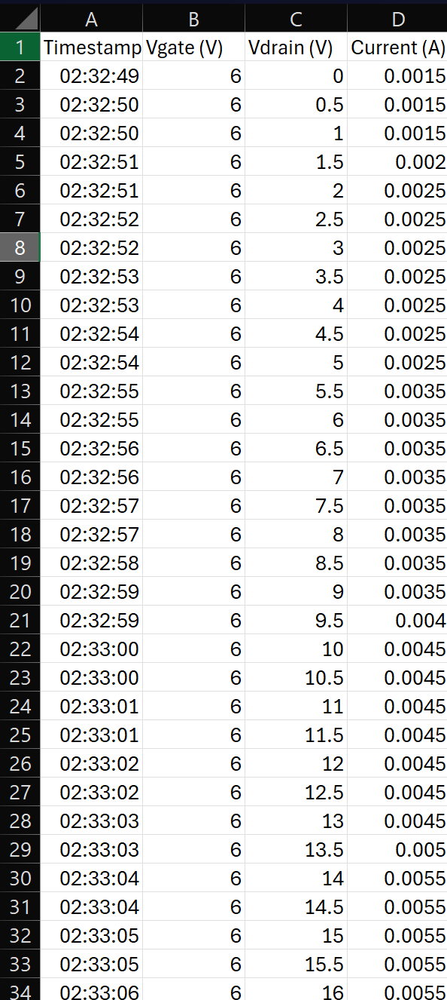 A B C D
1 Timestamp Vgate (V) Vdrain (V) Current (A)
2 02:32:49 6 0 0.0015
3 02:32:50 6 0.5 0.0015
4 02:32:50 6 1 0.0015
5 02:32:51 6 1.5 0.002
6 02:32:51 6 2 0.0025
7 02:32:52 6 2.5 0.0025
8 02:32:52 6 3 0.0025
9 02:32:53 6 3.5 0.0025
10 02:32:53 6 4 0.0025
11 02:32:54 6 4.5 0.0025
12 02:32:54 6 5 0.0025
13 02:32:55 6 5.5 0.0035
14 02:32:55 6 6 0.0035
15 02:32:56 6 6.5 0.0035
16 02:32:56 6 7 0.0035
17 02:32:57 6 7.5 0.0035
18 02:32:57 6 8 0.0035
19 02:32:58 6 8.5 0.0035
20 02:32:59 6 9 0.0035
21 02:32:59 6 9.5 0.004
22 02:33:00 6 10 0.0045
23 02:33:00 6 10.5 0.0045
24 02:33:01 6 11 0.0045
25 02:33:01 6 11.5 0.0045
26 02:33:02 6 12 0.0045
27 02:33:02 6 12.5 0.0045
28 02:33:03 6 13 0.0045
29 02:33:03 6 13.5 0.005
30 02:33:04 6 14 0.0055
31 02:33:04 6 14.5 0.0055
32 02:33:05 6 15 0.0055
33 02:33:05 6 15.5 0.0055
34 02:33:06 6 16 0.0055